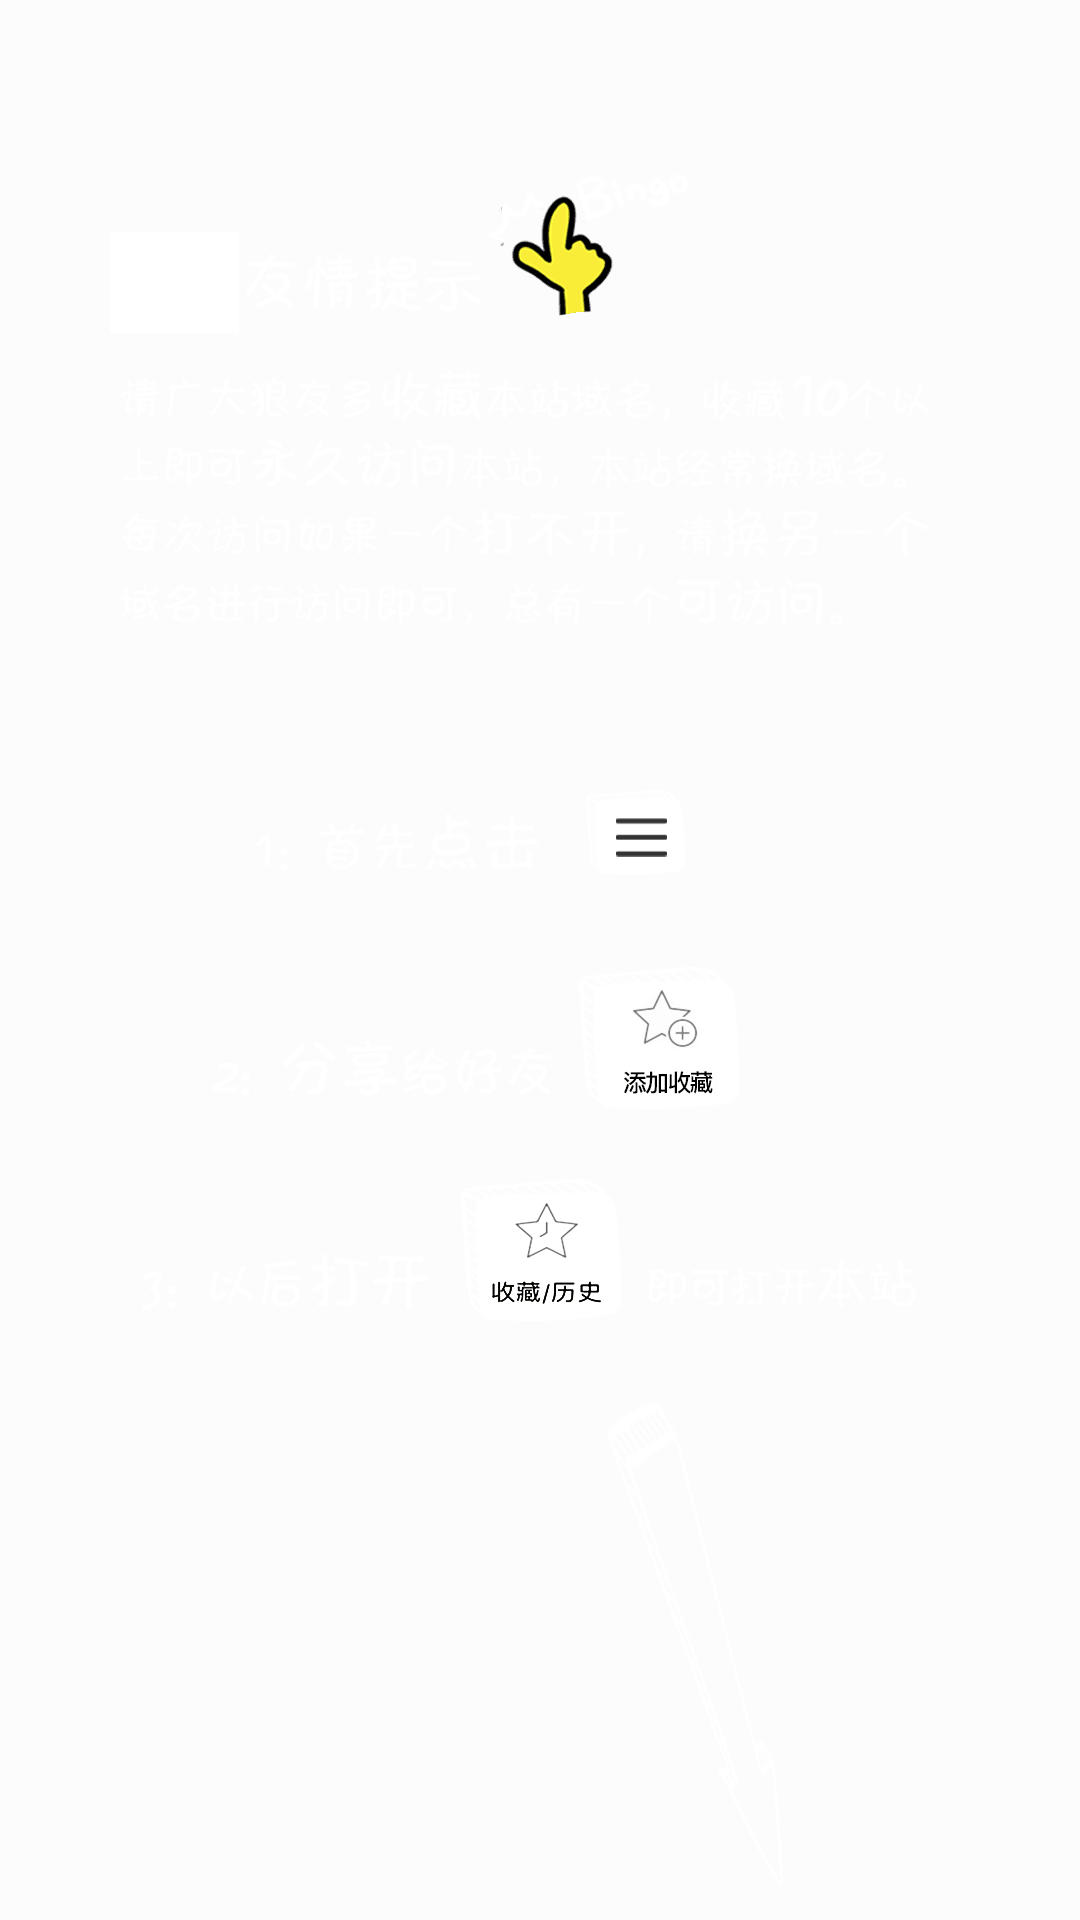 Bingo
友情提示
请广大狼友多收藏本站域名，收藏10个以
上即可永久访问本站，本站经常换域名。
每次访问如果一个打不开，请换另一个
域名进行访问即可，总有一个可访问。
1：首先点击
2：分享给好友
添加收藏
3：以后打开
收藏/历史
即可打开本站